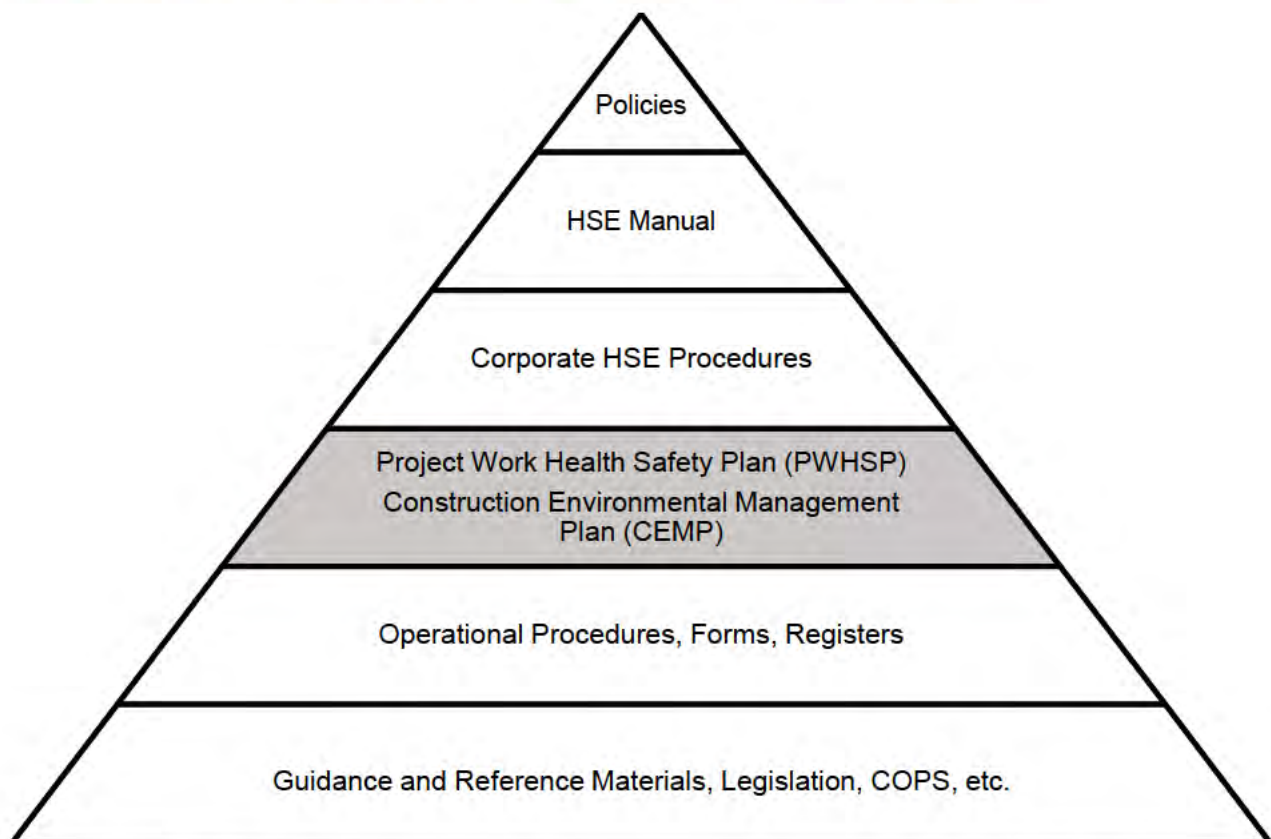 Policies
HSE Manual
Corporate HSE Procedures
Project Work Health Safety Plan (PWHSP)
Construction Environmental Management
Plan (CEMP)
Operational Procedures, Forms, Registers
Guidance and Reference Materials, Legislation, COPS, etc.